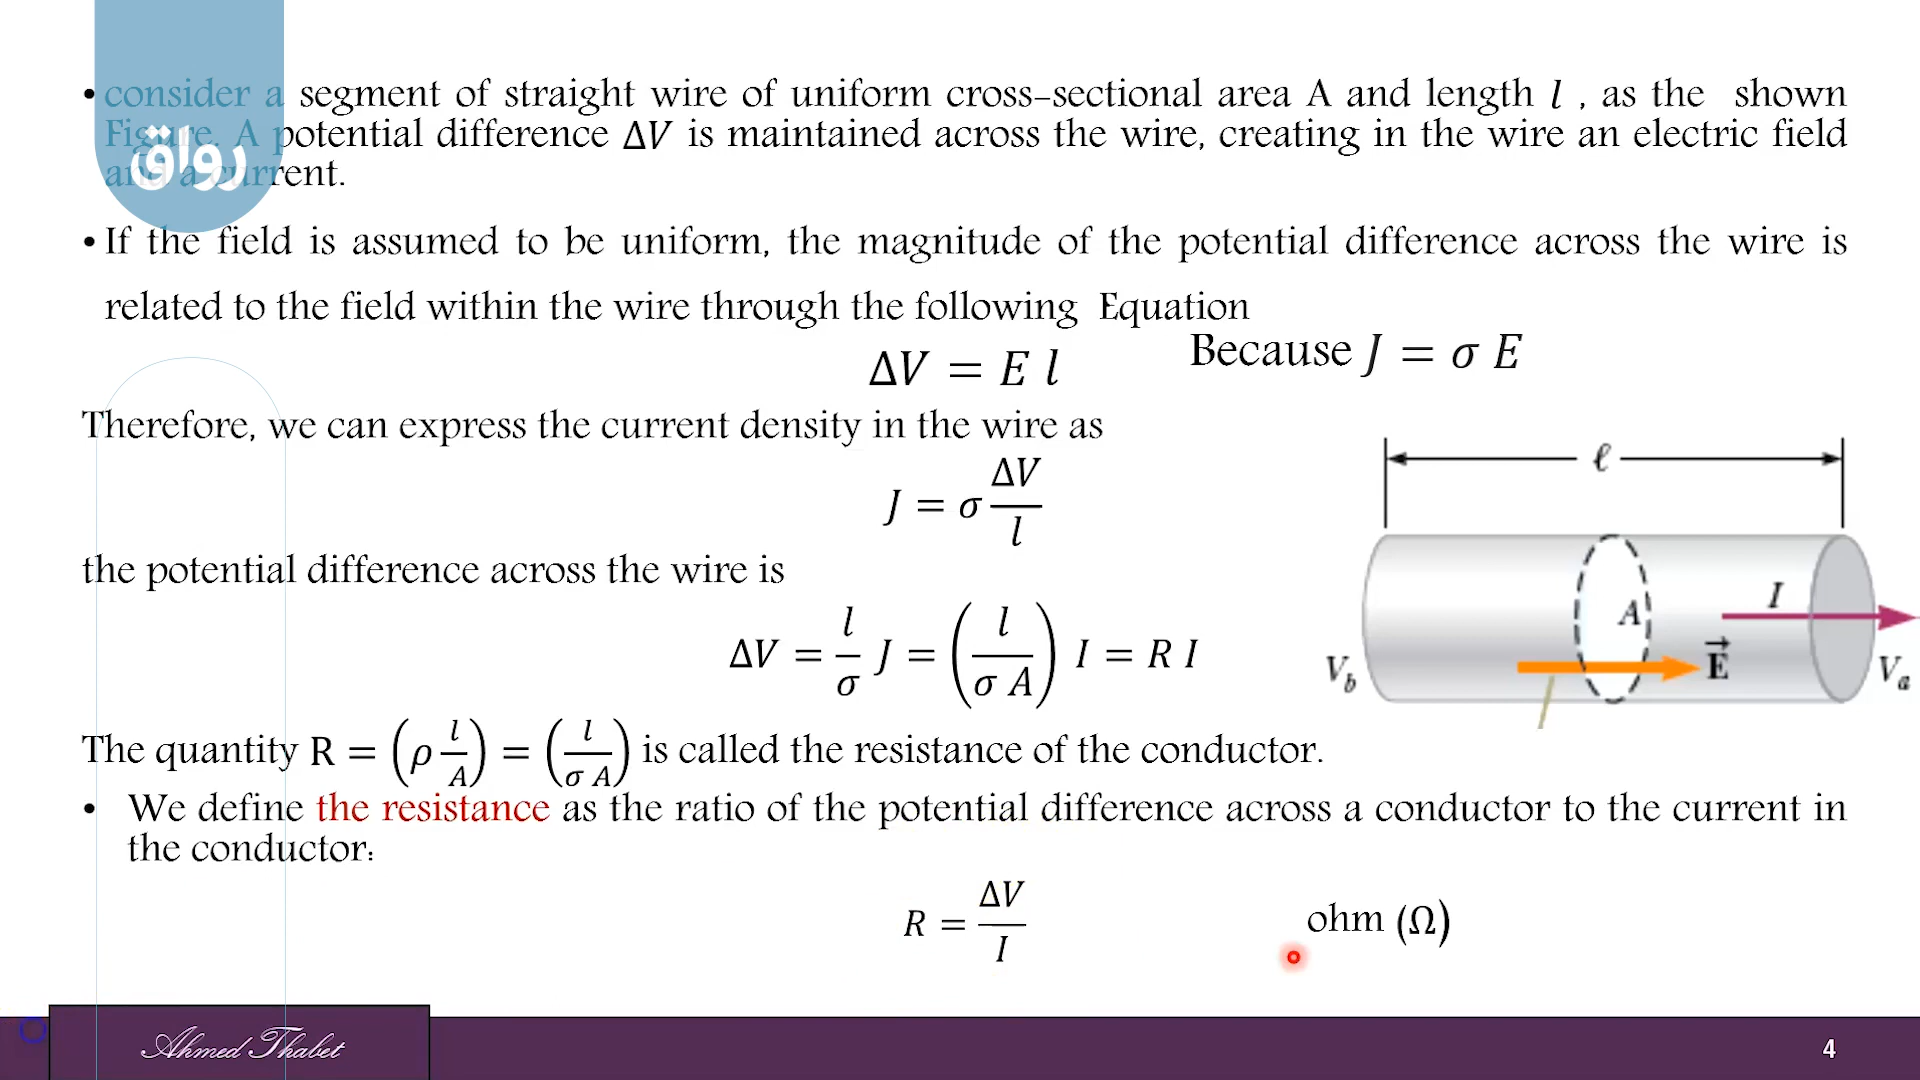 • consider a segment of straight wire of uniform cross-sectional area A and length l , as the shown
Figure. A potential difference ΔV is maintained across the wire, creating in the wire an electric field
and a current.
رواق
• If the field is assumed to be uniform, the magnitude of the potential difference across the wire is
related to the field within the wire through the following Equation
ΔV = E l
Because J = σ E
Therefore, we can express the current density in the wire as
J = σ ΔV/l
the potential difference across the wire is
ΔV = l/σ J = (l/(σ A)) I = R I
The quantity R = (ρ l/A) = (l/(σ A)) is called the resistance of the conductor.
ℓ
A
I
E⃗
V_b
V_a
• We define the resistance as the ratio of the potential difference across a conductor to the current in
the conductor:
R = ΔV/I
ohm (Ω)
Ahmed Thabet
4